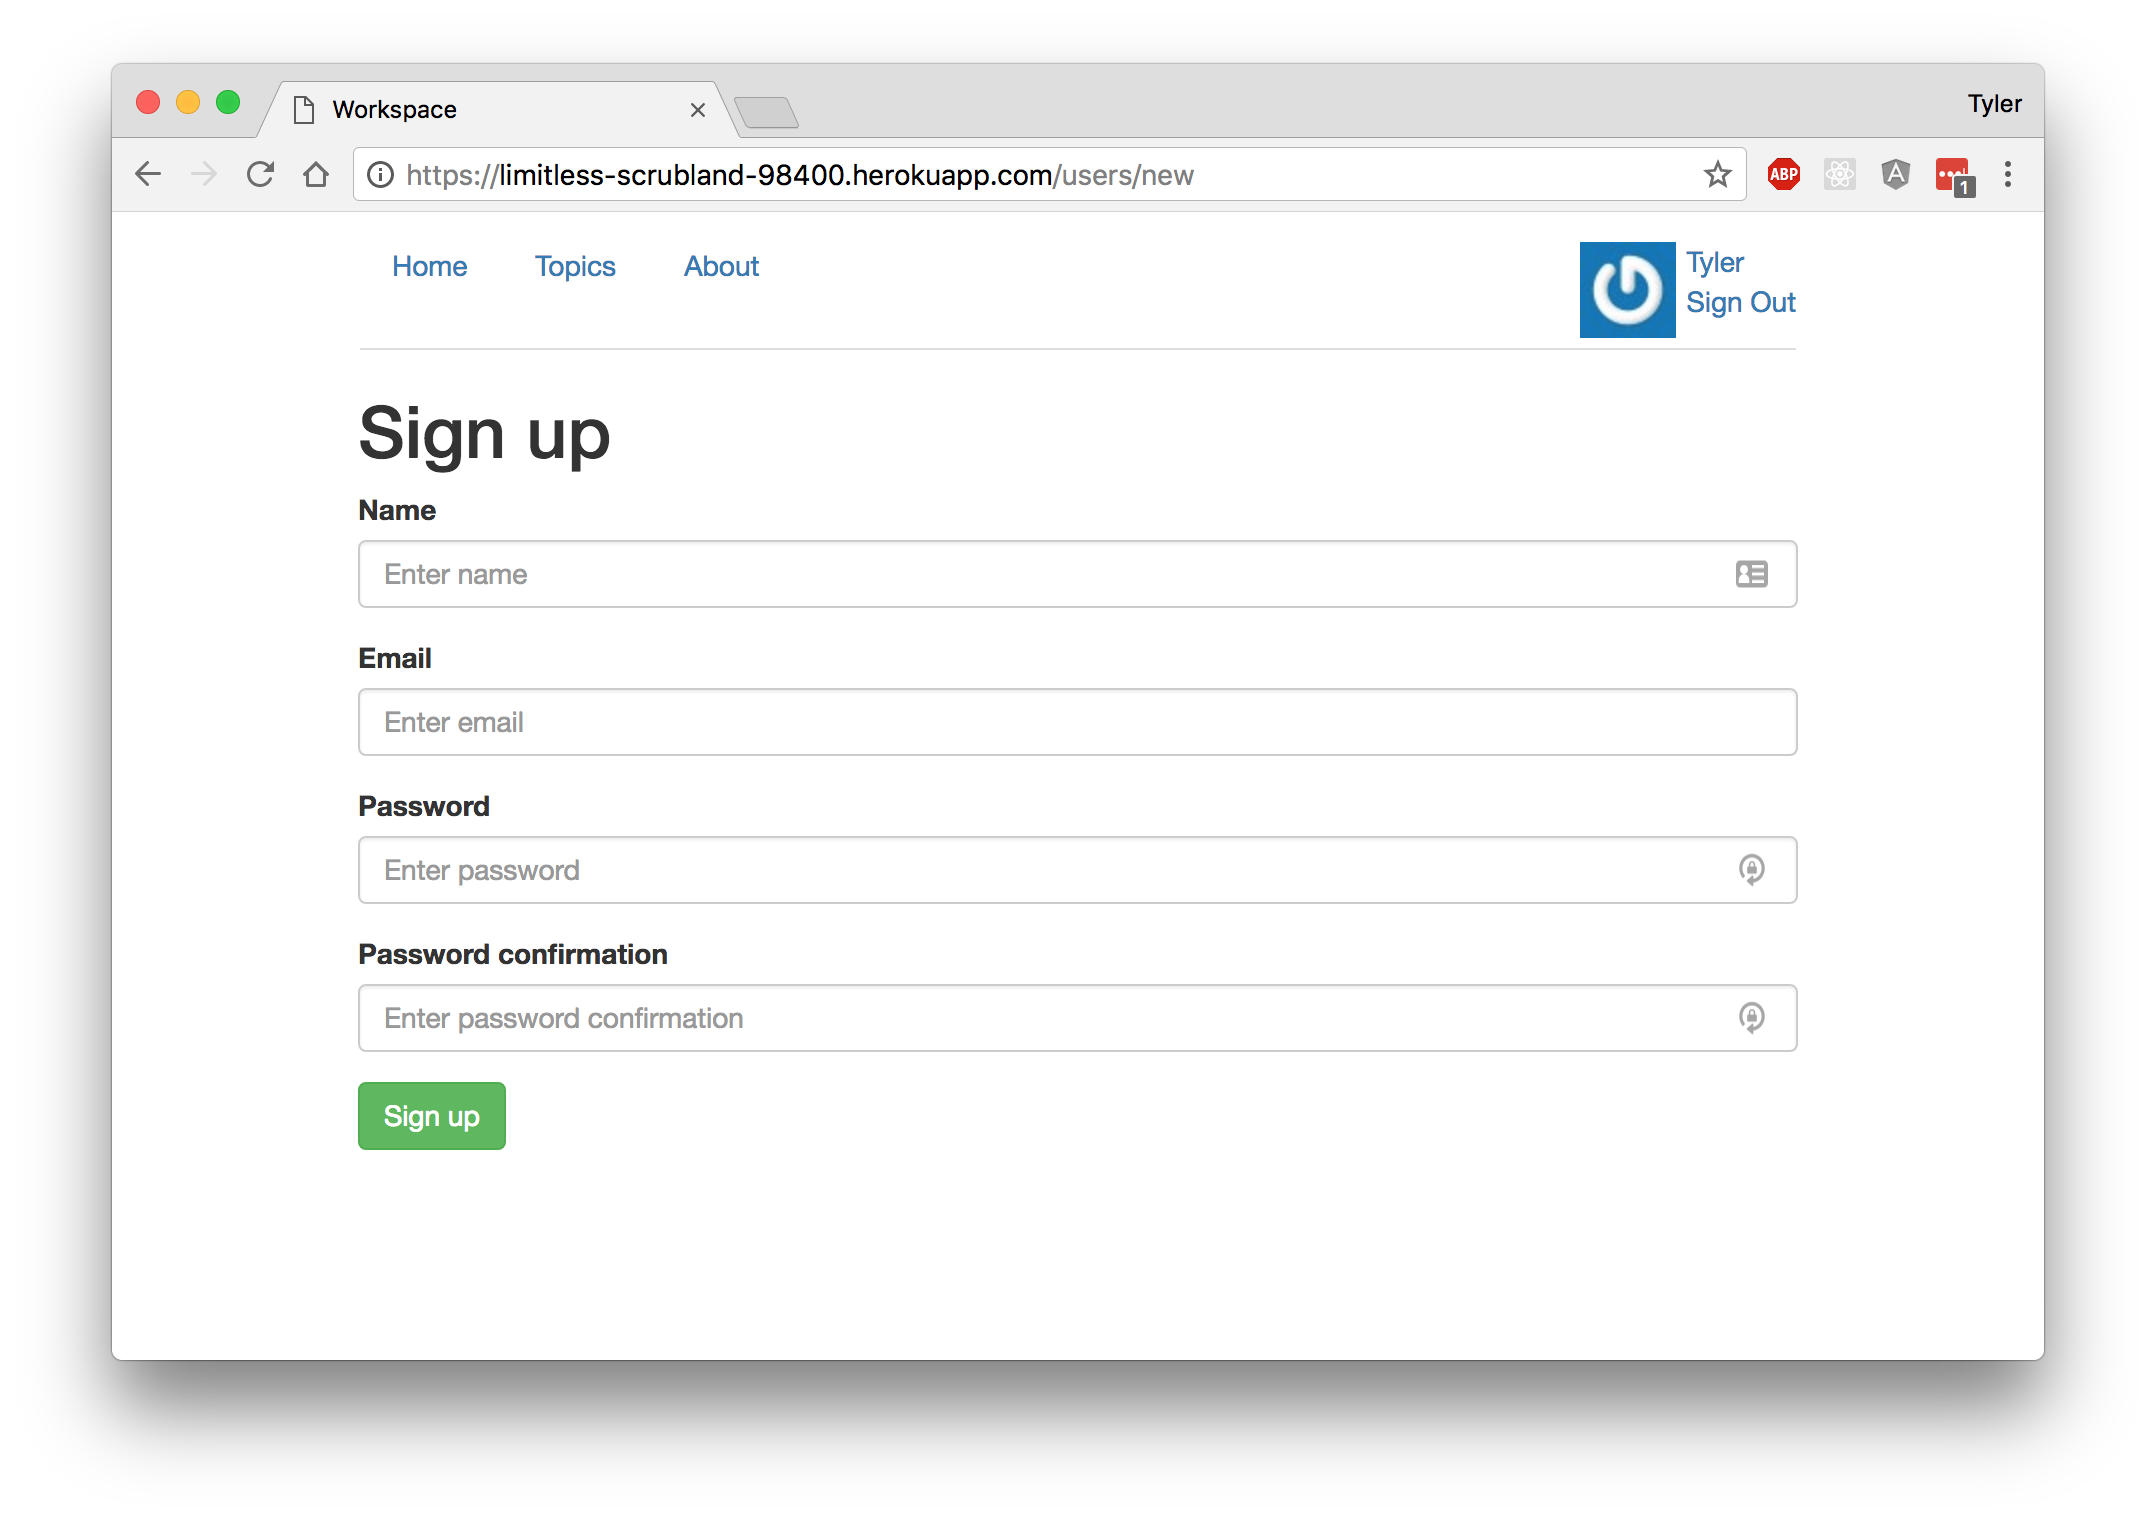 Workspace
Tyler
https://limitless-scrubland-98400.herokuapp.com/users/new
ABP
A
1
Home Topics About
Tyler
Sign Out
Sign up
Name
Enter name
Email
Enter email
Password
Enter password
Password confirmation
Enter password confirmation
Sign up